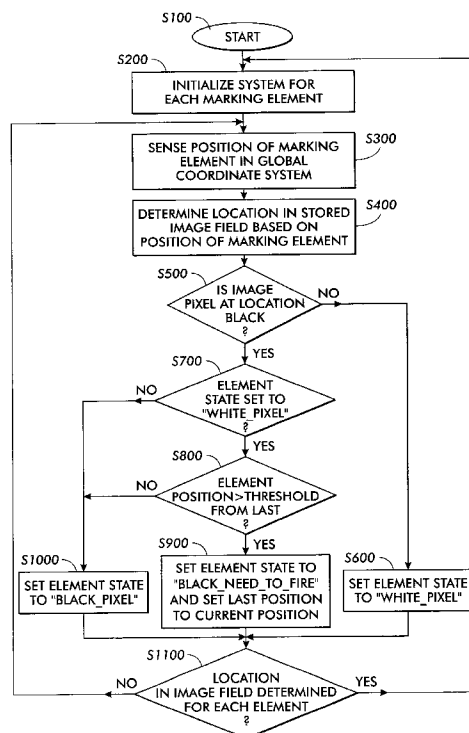 S100
START
S200
INITIALIZE SYSTEM FOR
EACH MARKING ELEMENT
SENSE POSITION OF MARKING
ELEMENT IN GLOBAL
COORDINATE SYSTEM
S300
DETERMINE LOCATION IN STORED
IMAGE FIELD BASED ON
POSITION OF MARKING ELEMENT
S400
S500
IS IMAGE
PIXEL AT LOCATION
BLACK
?
NO
YES
S700
ELEMENT
STATE SET TO
"WHITE_PIXEL"
?
NO
YES
S800
ELEMENT
POSITION>THRESHOLD
FROM LAST
?
NO
YES
S1000
SET ELEMENT STATE
TO "BLACK_PIXEL"
S900
SET ELEMENT STATE TO
"BLACK_NEED_TO_FIRE"
AND SET LAST POSITION
TO CURRENT POSITION
S600
SET ELEMENT STATE
TO "WHITE_PIXEL"
S1100
LOCATION
IN IMAGE FIELD DETERMINED
FOR EACH ELEMENT
?
NO
YES